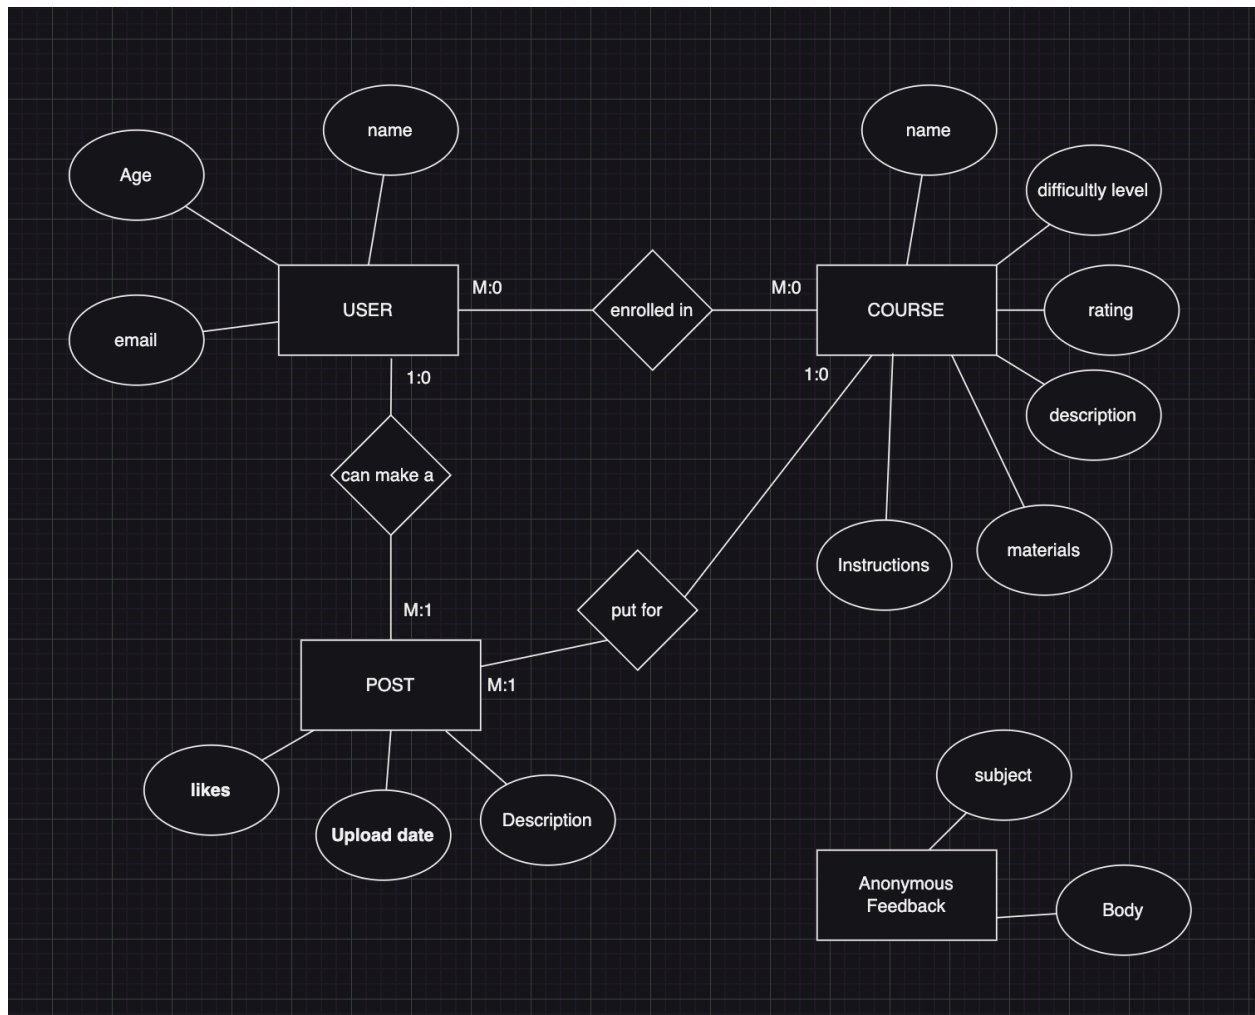 name
name
Age
difficultly level
M:0
M:0
USER
enrolled in
COURSE
rating
email
1:0
1:0
description
can make a
materials
Instructions
M:1
put for
POST
M:1
subject
likes
Upload date
Description
Anonymous
Feedback
Body